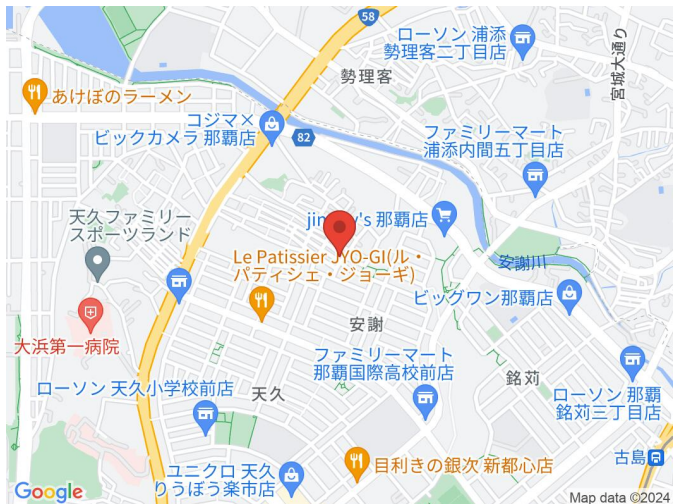 58
ローソン 浦添
勢理客二丁目店
勢理客
宮城大通り
あけぼのラーメン
コジマ×
ビックカメラ 那覇店
82
ファミリーマート
浦添内間五丁目店
天久ファミリー
スポーツランド
那覇店
Le Patissier JYO-GI(ル・
パティシェ・ジョーギ)
安謝川
ビッグワン那覇店
安謝
大浜第一病院
ファミリーマート
那覇国際高校前店
銘苅
ローソン 天久小学校前店
天久
ローソン 那覇
銘苅三丁目店
古島
ユニクロ 天久
りうぼう楽市店
目利きの銀次 新都心店
Google
Map data ©2024